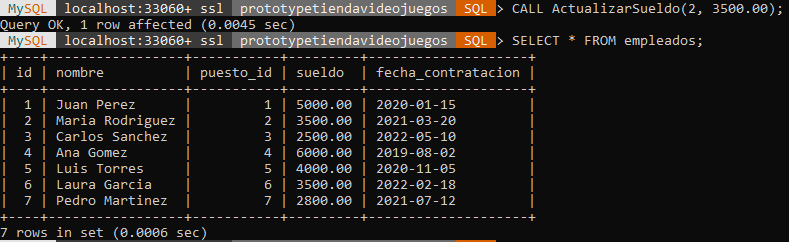 MySQL localhost:33060+ ssl prototypetiendavideojuegos SQL > CALL ActualizarSueldo(2, 3500.00);
Query OK, 1 row affected (0.0045 sec)
MySQL localhost:33060+ ssl prototypetiendavideojuegos SQL > SELECT * FROM empleados;
+----+-----------------+-----------+---------+--------------------+
| id | nombre          | puesto_id | sueldo  | fecha_contratacion |
+----+-----------------+-----------+---------+--------------------+
|  1 | Juan Perez      |         1 | 5000.00 | 2020-01-15         |
|  2 | Maria Rodriguez |         2 | 3500.00 | 2021-03-20         |
|  3 | Carlos Sanchez  |         3 | 2500.00 | 2022-05-10         |
|  4 | Ana Gomez       |         4 | 6000.00 | 2019-08-02         |
|  5 | Luis Torres     |         5 | 4000.00 | 2020-11-05         |
|  6 | Laura Garcia    |         6 | 3500.00 | 2022-02-18         |
|  7 | Pedro Martinez  |         7 | 2800.00 | 2021-07-12         |
+----+-----------------+-----------+---------+--------------------+
7 rows in set (0.0006 sec)